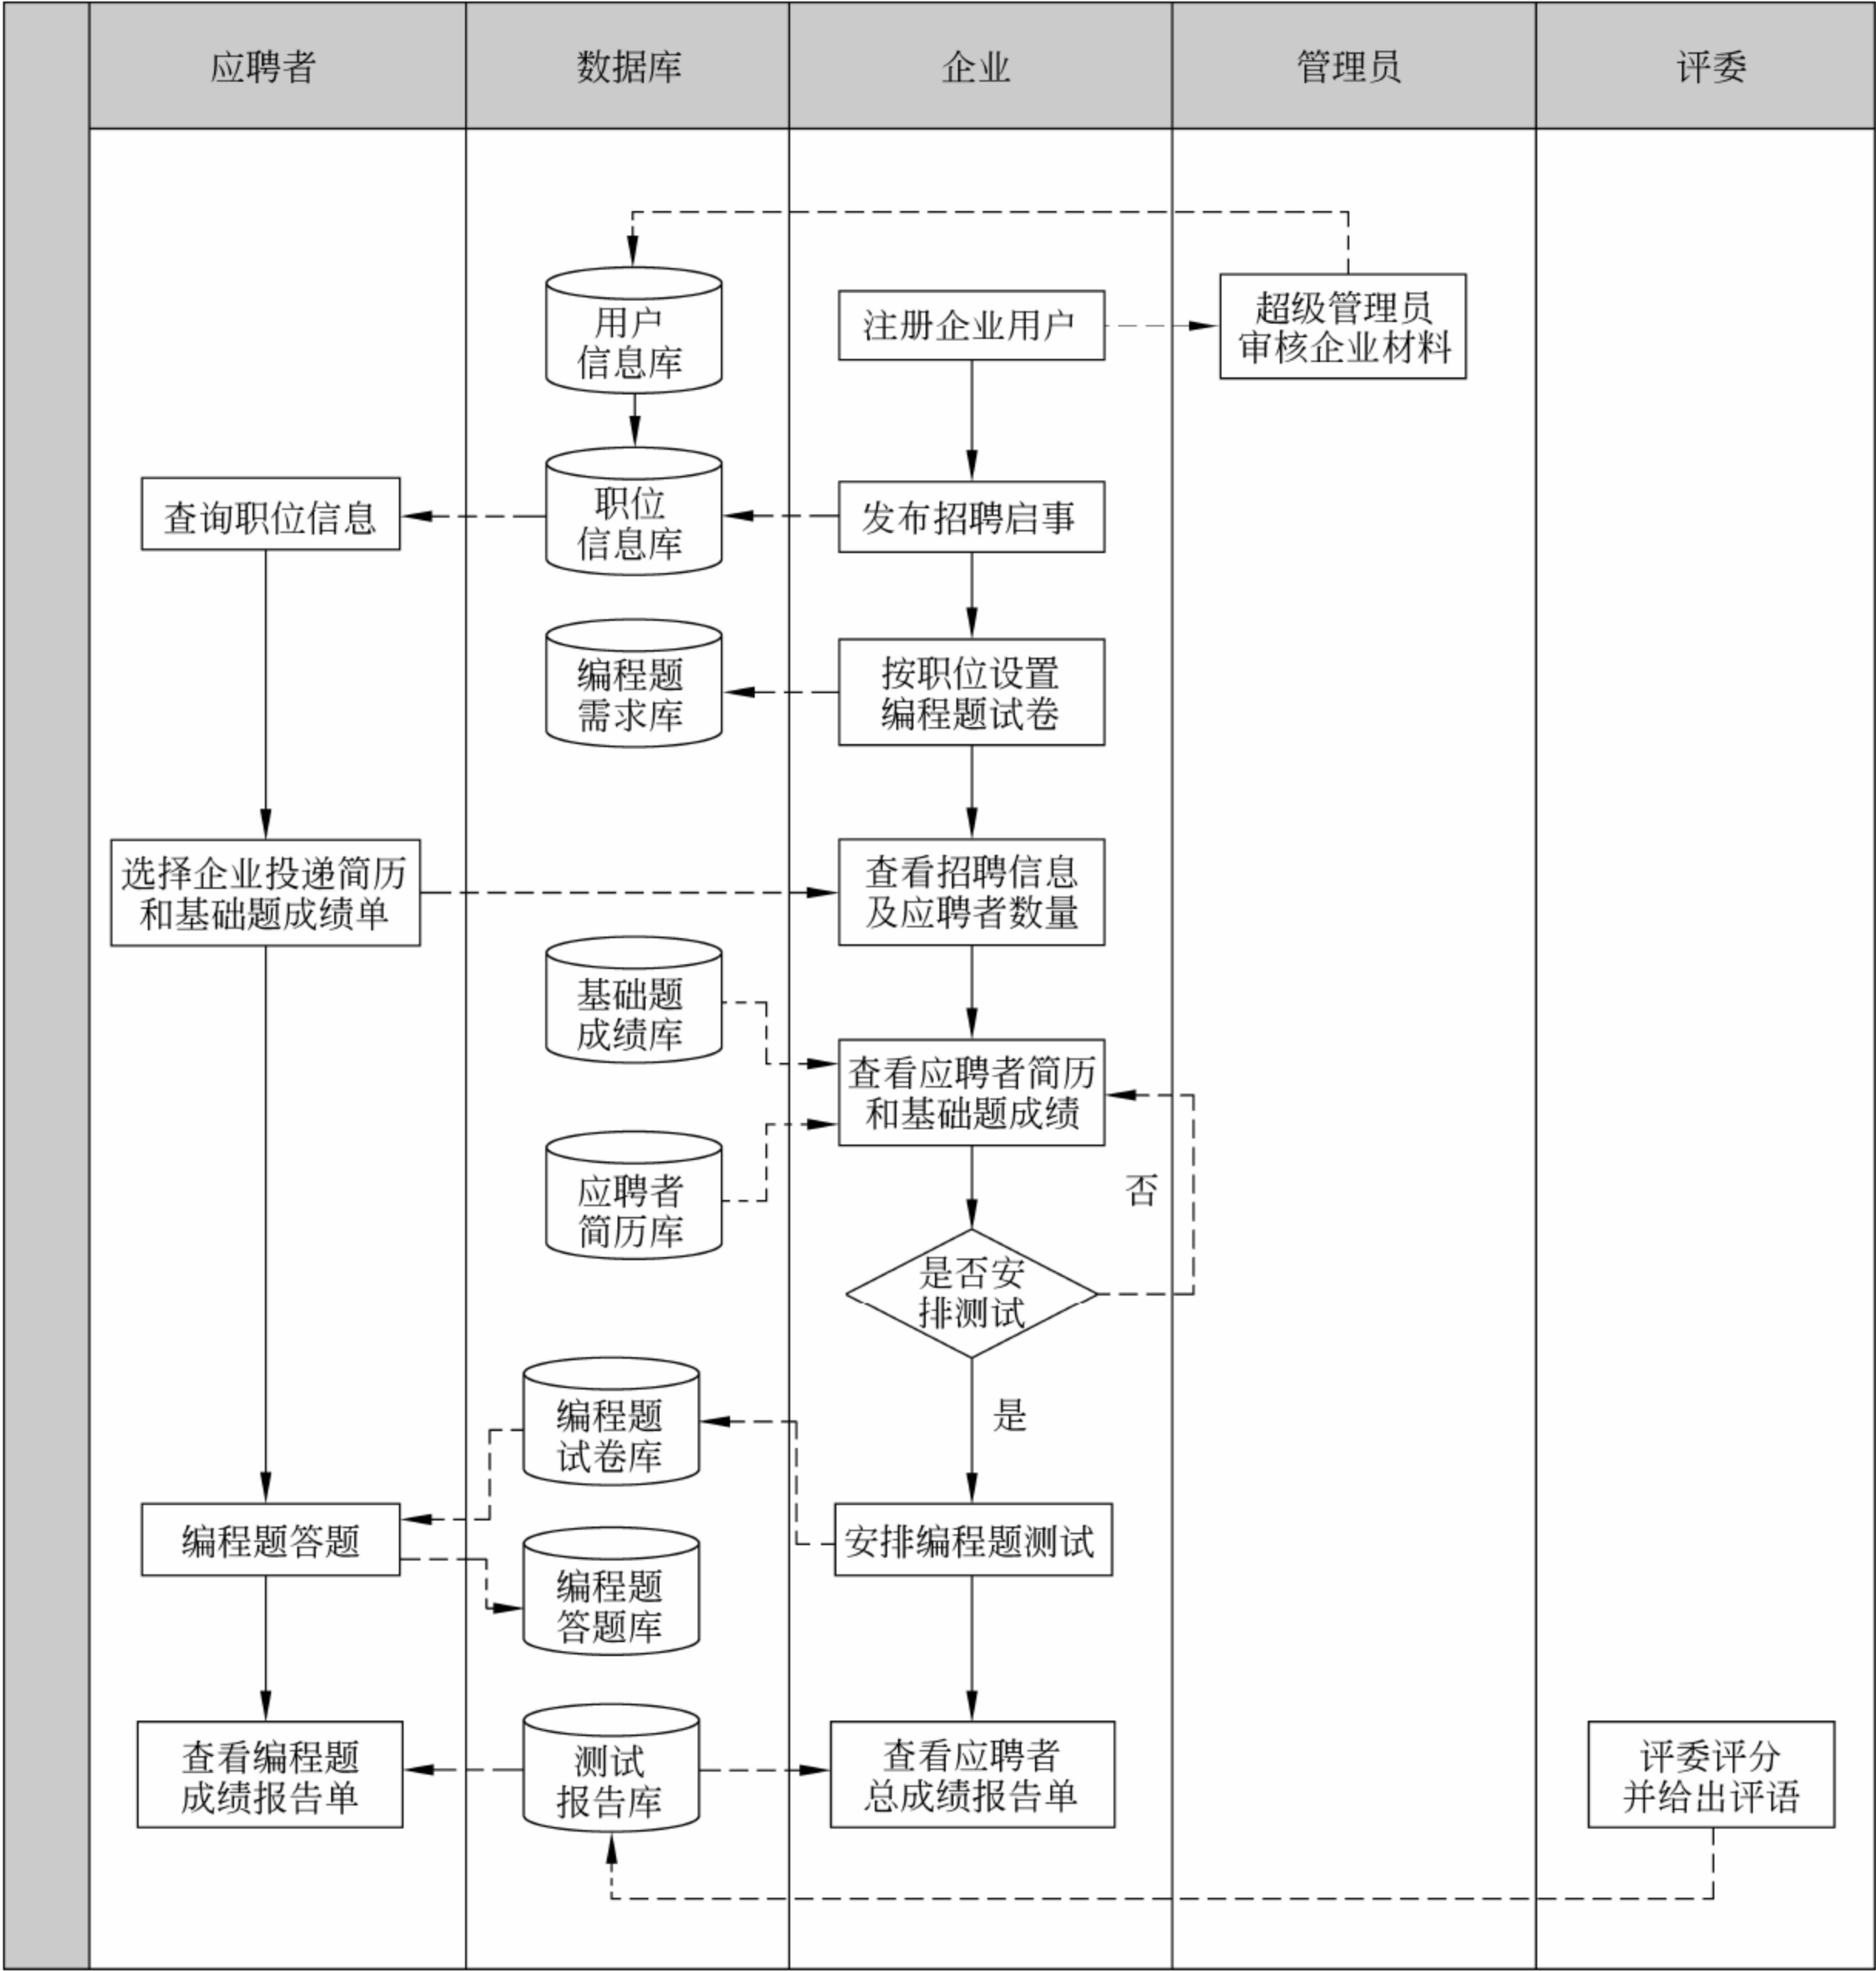 应聘者
数据库
企业
管理员
评委
用户
信息库
注册企业用户
超级管理员
审核企业材料
查询职位信息
职位
信息库
发布招聘启事
编程题
需求库
按职位设置
编程题试卷
选择企业投递简历
和基础题成绩单
查看招聘信息
及应聘者数量
基础题
成绩库
查看应聘者简历
和基础题成绩
应聘者
简历库
否
是否安
排测试
编程题
试卷库
是
编程题答题
安排编程题测试
编程题
答题库
查看编程题
成绩报告单
测试
报告库
查看应聘者
总成绩报告单
评委评分
并给出评语